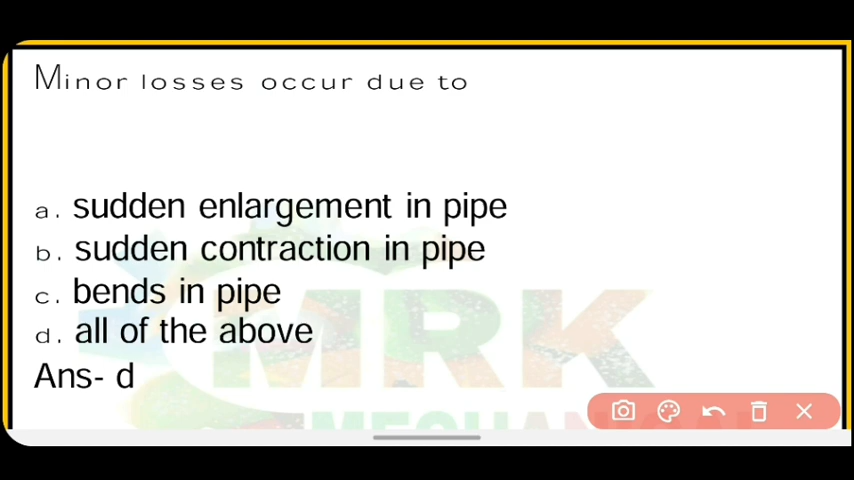 Minor losses occur due to
a. sudden enlargement in pipe
b. sudden contraction in pipe
c. bends in pipe
d. all of the above
Ans- d
MRK